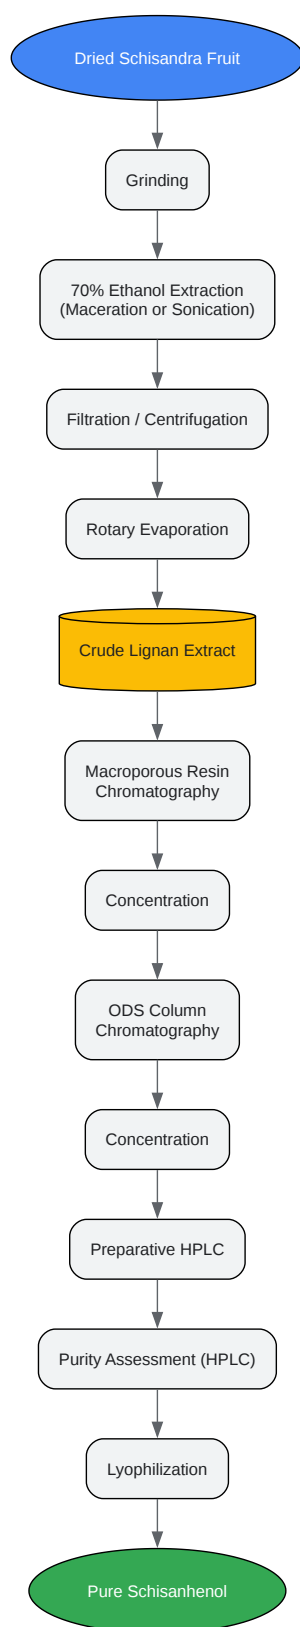 Dried Schisandra Fruit
Grinding
70% Ethanol Extraction
(Maceration or Sonication)
Filtration / Centrifugation
Rotary Evaporation
Crude Lignan Extract
Macroporous Resin
Chromatography
Concentration
ODS Column
Chromatography
Concentration
Preparative HPLC
Purity Assessment (HPLC)
Lyophilization
Pure Schisanhenol